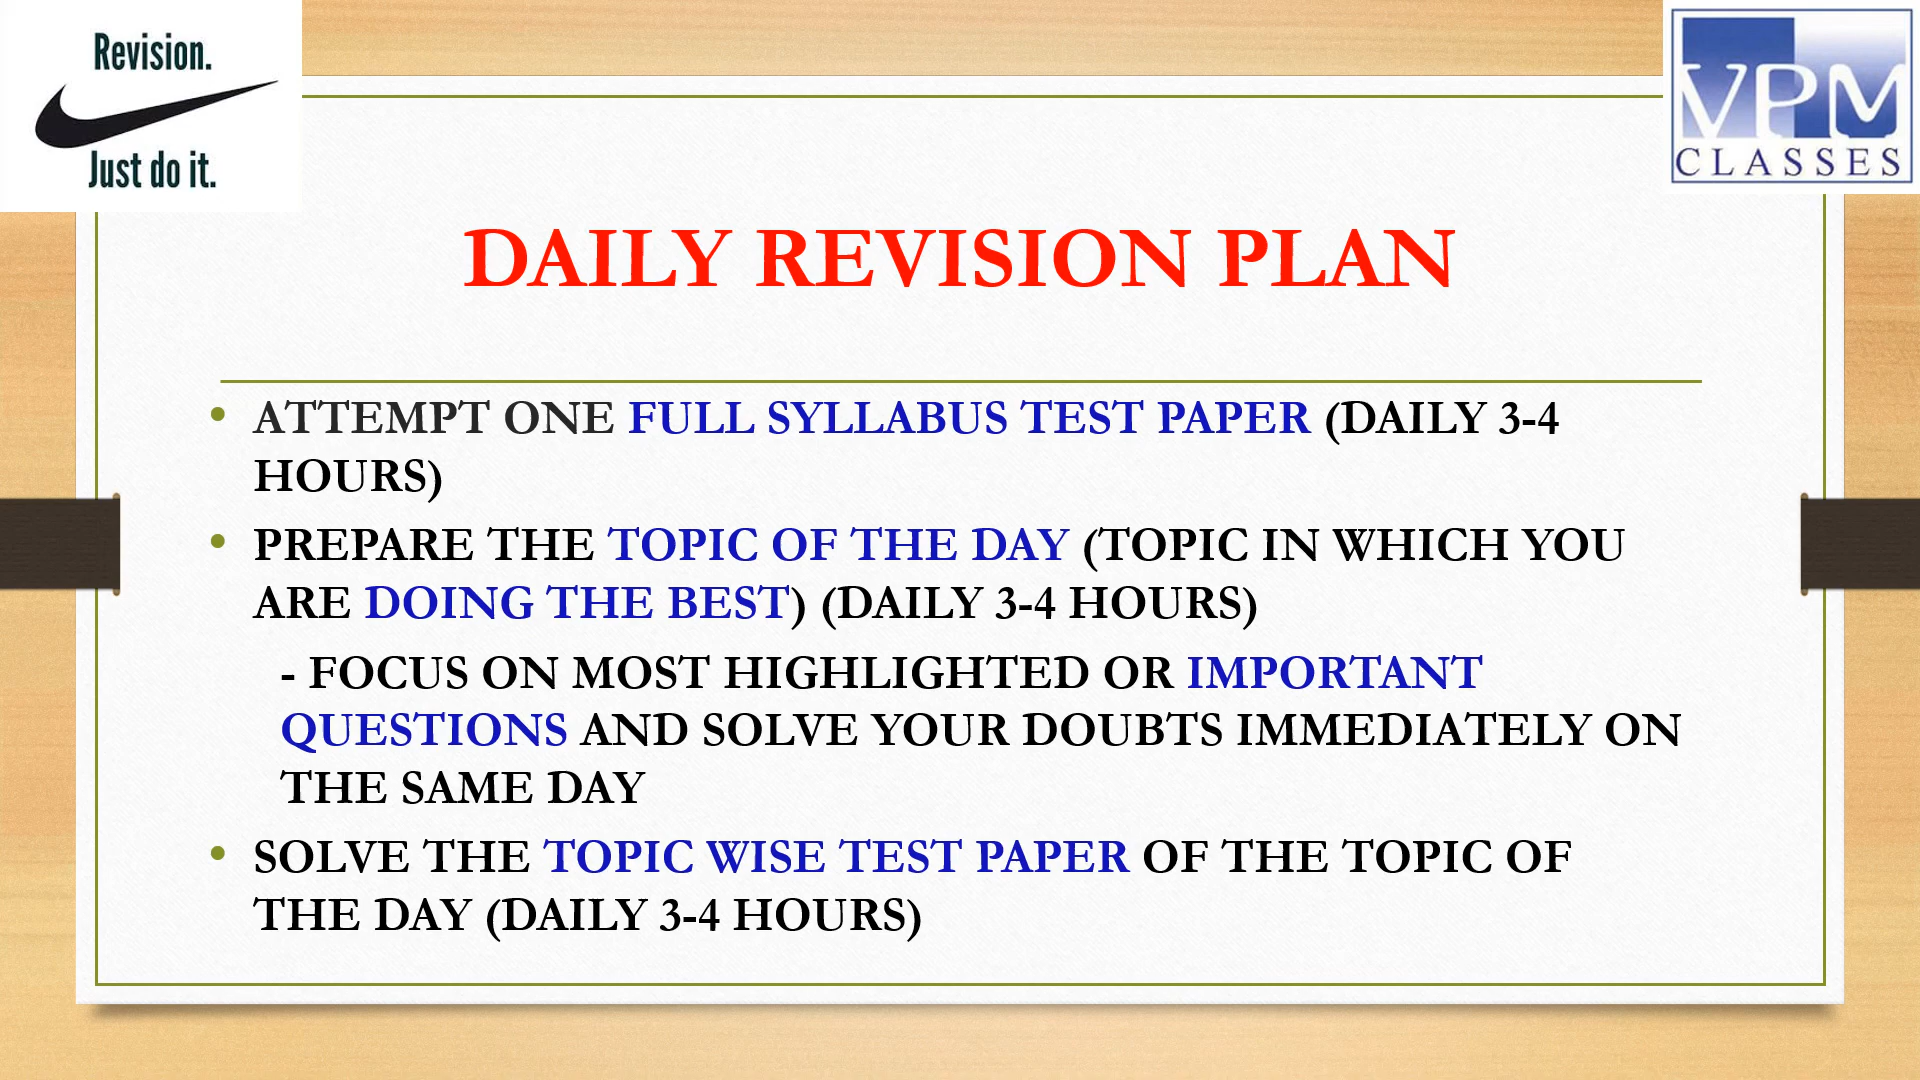 Revision.
Just do it.
VPM
CLASSES
DAILY REVISION PLAN
• ATTEMPT ONE FULL SYLLABUS TEST PAPER (DAILY 3-4
HOURS)
• PREPARE THE TOPIC OF THE DAY (TOPIC IN WHICH YOU
ARE DOING THE BEST) (DAILY 3-4 HOURS)
- FOCUS ON MOST HIGHLIGHTED OR IMPORTANT
QUESTIONS AND SOLVE YOUR DOUBTS IMMEDIATELY ON
THE SAME DAY
• SOLVE THE TOPIC WISE TEST PAPER OF THE TOPIC OF
THE DAY (DAILY 3-4 HOURS)